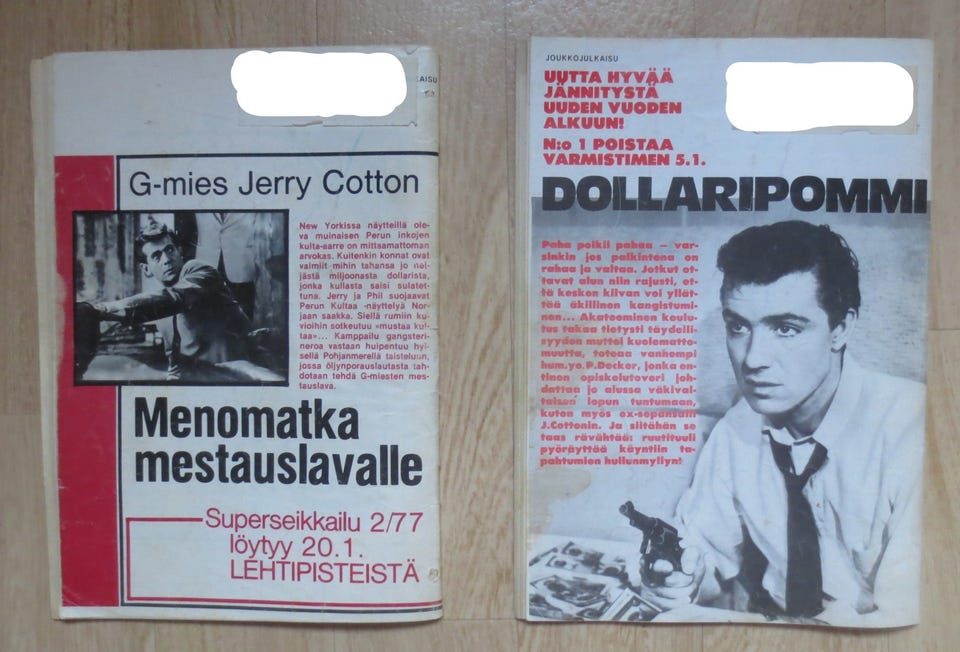 AISU
G-mies Jerry Cotton
New Yorkissa näytteillä ole-
va muinaisen Perun inkojen
kulta-aarre on mittaamattoman
arvokas. Kuitenkin konnat ovat
valmiit mihin tahansa jo nel-
jästä miljoonasta dollarista,
jonka kullasta saisi sulatet-
tuna. Jerry ja Phil suojaavat
Perun Kultaa -näyttelyä Nor-
jaan saakka. Siellä rumiin ku-
vioihin sotkeutuu «mustaa kul-
taa»... Kamppailu gangsteri-
neroa vastaan huipentuu hyi-
sellä Pohjanmerellä taisteluun,
jossa öljynporauslautasta tah-
dotaan tehdä G-miesten mes-
tauslava.
Menomatka
mestauslavalle
Superseikkailu 2/77
löytyy 20.1.
LEHTIPISTEISTÄ
JOUKKOJULKAISU
UUTTA HYVÄÄ
JÄNNITYSTÄ
UUDEN VUODEN
ALKUUN!
N:o 1 POISTAA
VARMISTIMEN 5.1.
DOLLARIPOMMI
Paha poikii pahaa – var-
sinkin jos palkintona on
rahaa ja valtaa. Jotkut ot-
tavat alun niin rajusti, et-
tä kesken kiivan voi yllät-
tää äkillinen kangistumi-
nen... Akateeminen koulu-
tus takaa tietysti täydelli-
syyden muttei kuolematto-
muutta, toteaa vanhempi
hum.yo.P.Decker, jonka en-
tinen opiskelutoveri joh-
dattaa jo alussa väkival-
taisen lopun tuntumaan,
kuten myös ex-sepänsälli
J.Cottonin. Ja siitähän se
taas rävähtää: ruutituuli
pyöräyttää käyntiin ta-
pahtumien hullunmyllyn!